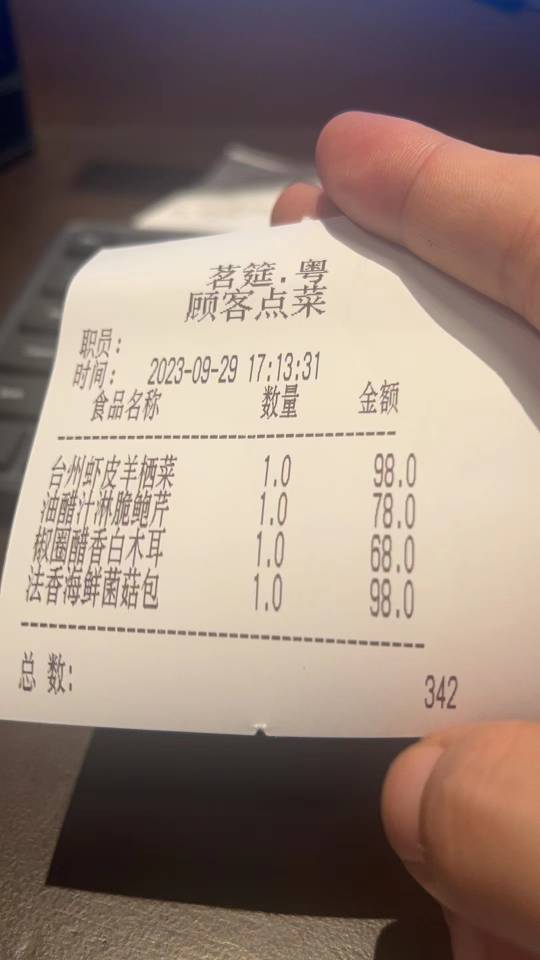 茗筵.粤
顾客点菜
职员:
时间: 2023-09-29 17:13:31
食品名称 数量 金额
台州虾皮羊栖菜 1.0 98.0
油醋汁淋脆鲍芹 1.0 78.0
椒圈醋香白木耳 1.0 68.0
法香海鲜菌菇包 1.0 98.0
总 数: 342